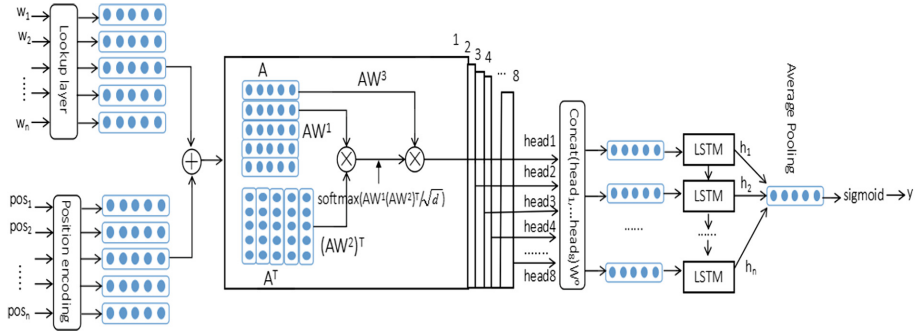 w1
w2
......
wn
Lookup layer
pos1
pos2
......
posn
Position encoding
A
AW³
AW¹
softmax(AW¹(AW²)ᵀ/√d)
(AW²)ᵀ
Aᵀ
1
2
3
4
...
8
head1
head2
head3
head4
.......
head8
Concat(head1,...head8)Wᵒ
......
LSTM
LSTM
......
......
LSTM
h1
h2
hn
Average Pooling
sigmoid
y